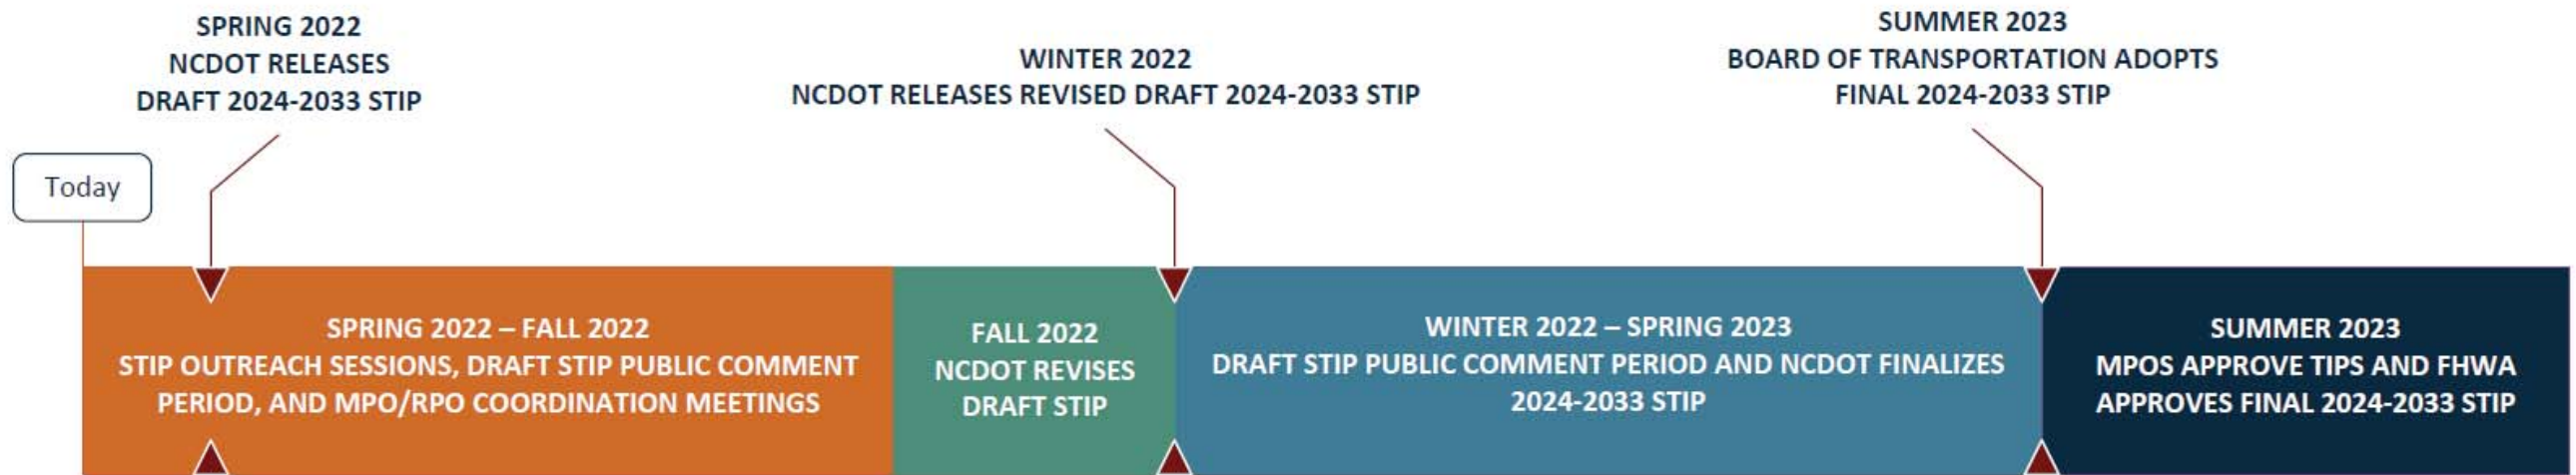 SPRING 2022
NCDOT RELEASES
DRAFT 2024-2033 STIP
WINTER 2022
NCDOT RELEASES REVISED DRAFT 2024-2033 STIP
SUMMER 2023
BOARD OF TRANSPORTATION ADOPTS
FINAL 2024-2033 STIP
Today
SPRING 2022 – FALL 2022
STIP OUTREACH SESSIONS, DRAFT STIP PUBLIC COMMENT
PERIOD, AND MPO/RPO COORDINATION MEETINGS
FALL 2022
NCDOT REVISES
DRAFT STIP
WINTER 2022 – SPRING 2023
DRAFT STIP PUBLIC COMMENT PERIOD AND NCDOT FINALIZES
2024-2033 STIP
SUMMER 2023
MPOS APPROVE TIPS AND FHWA
APPROVES FINAL 2024-2033 STIP